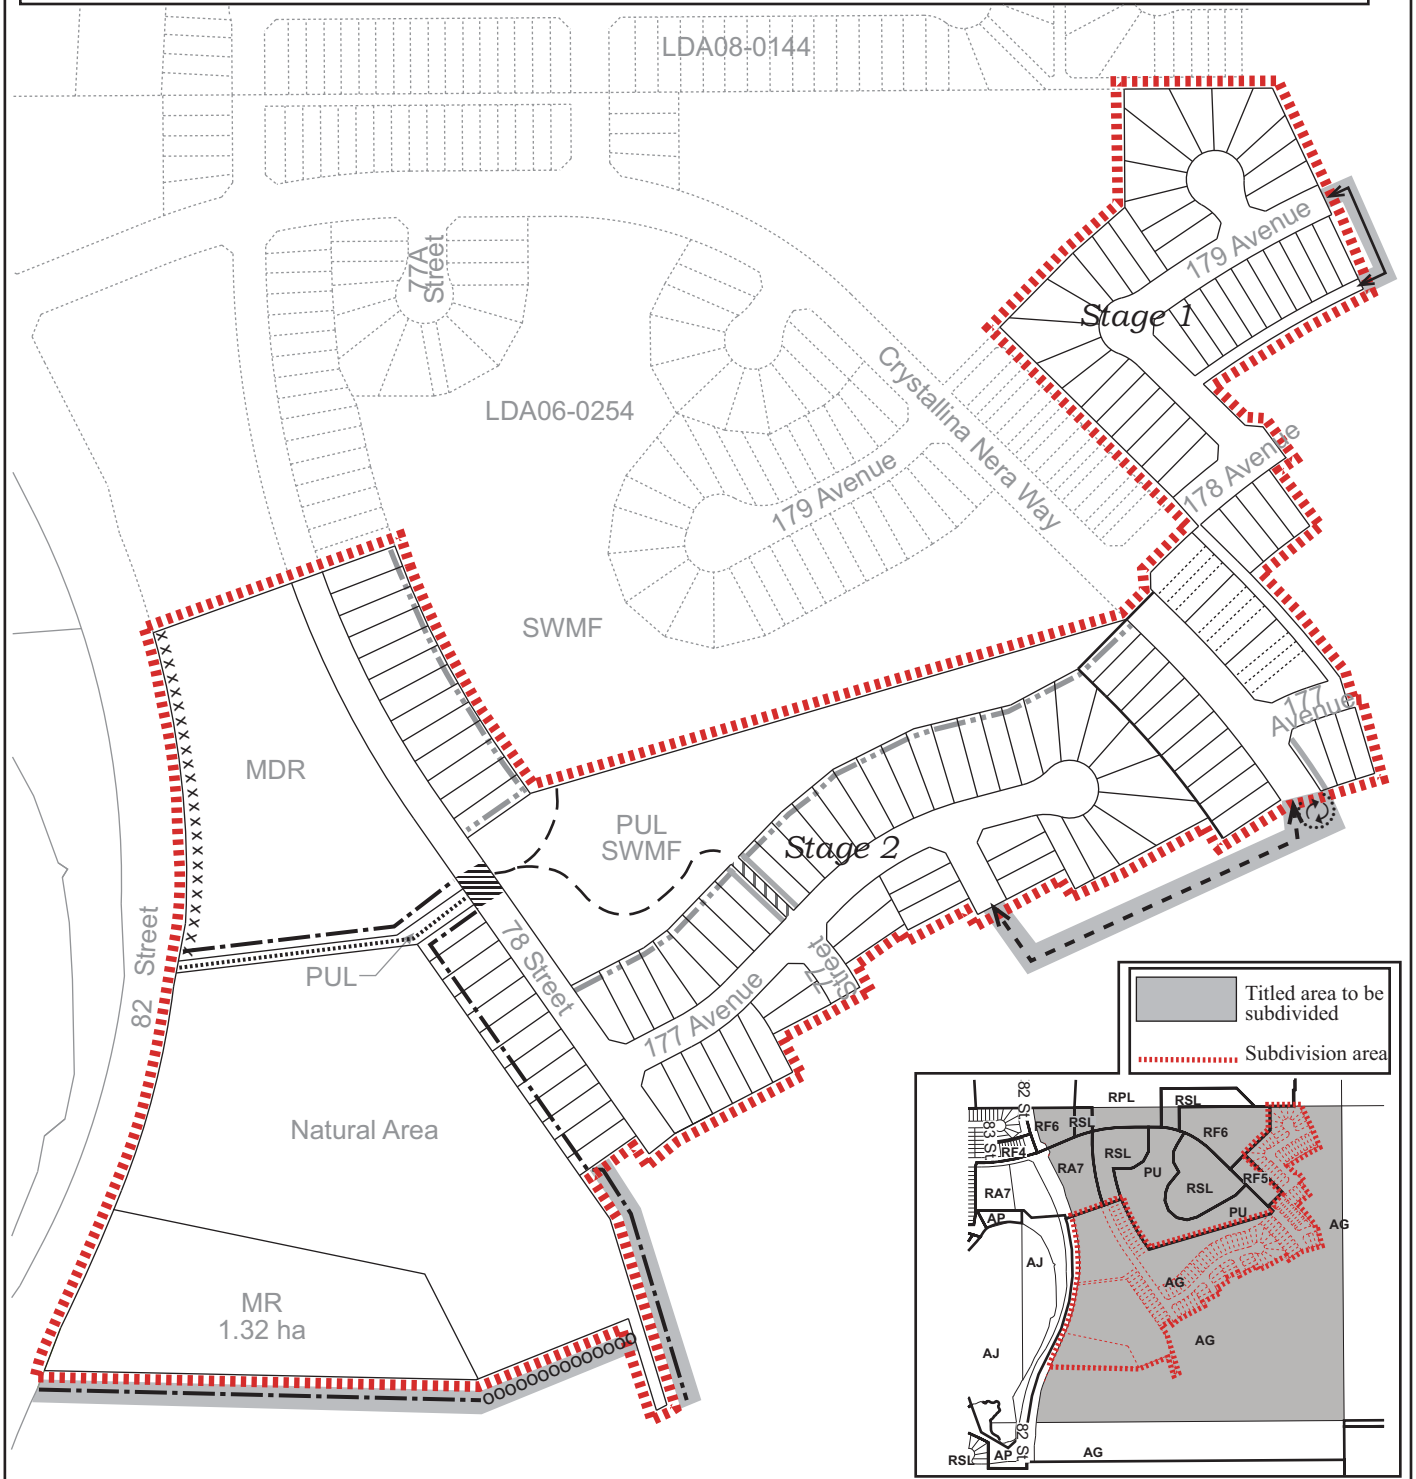 LDA08-0144
179 Avenue
77A
Street
Stage 1
LDA06-0254
Crystallina Nera Way
179 Avenue
178 Avenue
SWMF
177
Avenue
MDR
PUL
SWMF
Stage 2
82 Street
PUL
78 Street
77
Street
177 Avenue
Natural Area
MR
1.32 ha
Titled area to be
subdivided
Subdivision area
82 St
RPL
RSL
83 St
RF6
RSL
RF6
RF4
RSL
RA7
PU
RF5
RA7
RSL
AP
PU
AG
AJ
AG
AG
AJ
82 St
RSL
AP
AG
xxxxxxxxxxxxxxxxxxxxxxxxx
oooooooooooooo